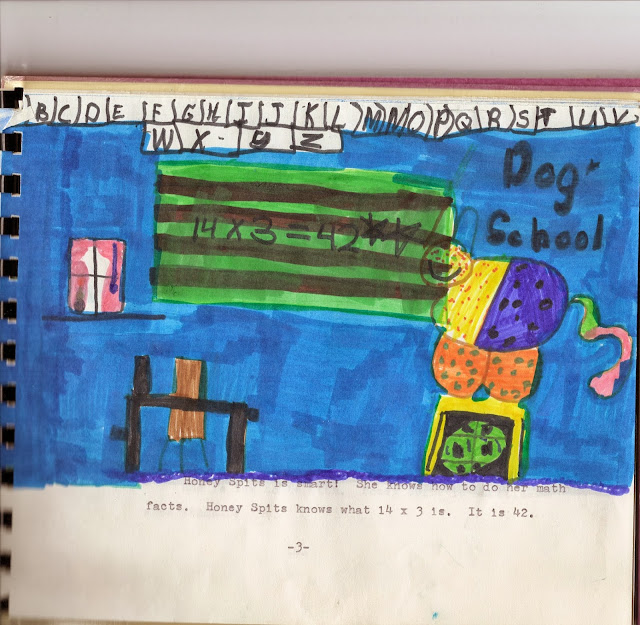 B C D E F G H I J K L M M O P Q R S T U V
W X Y Z
Dog
School
14 x 3 = 42
Honey Spits is smart! She knows how to do her math
facts. Honey Spits knows what 14 x 3 is. It is 42.
-3-